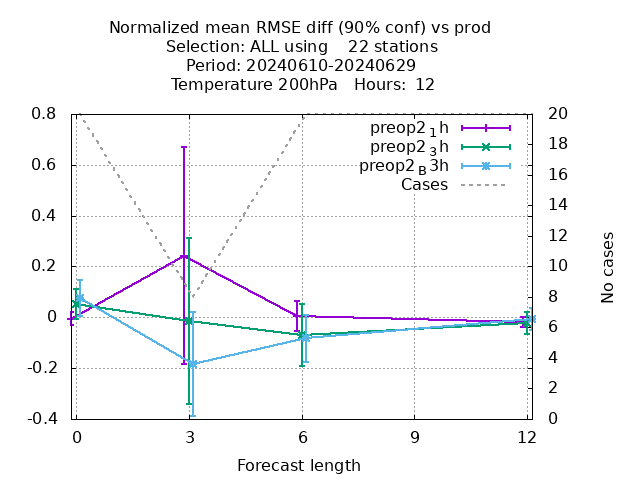 Normalized mean RMSE diff (90% conf) vs prod
Selection: ALL using    22 stations
Period: 20240610-20240629
Temperature 200hPa   Hours: 12
preop2 1h
preop2 3h
preop2 B3h
Cases
0.8
0.6
0.4
0.2
0
-0.2
-0.4
20
18
16
14
12
10
8
6
4
2
0
No cases
0 3 6 9 12
Forecast length